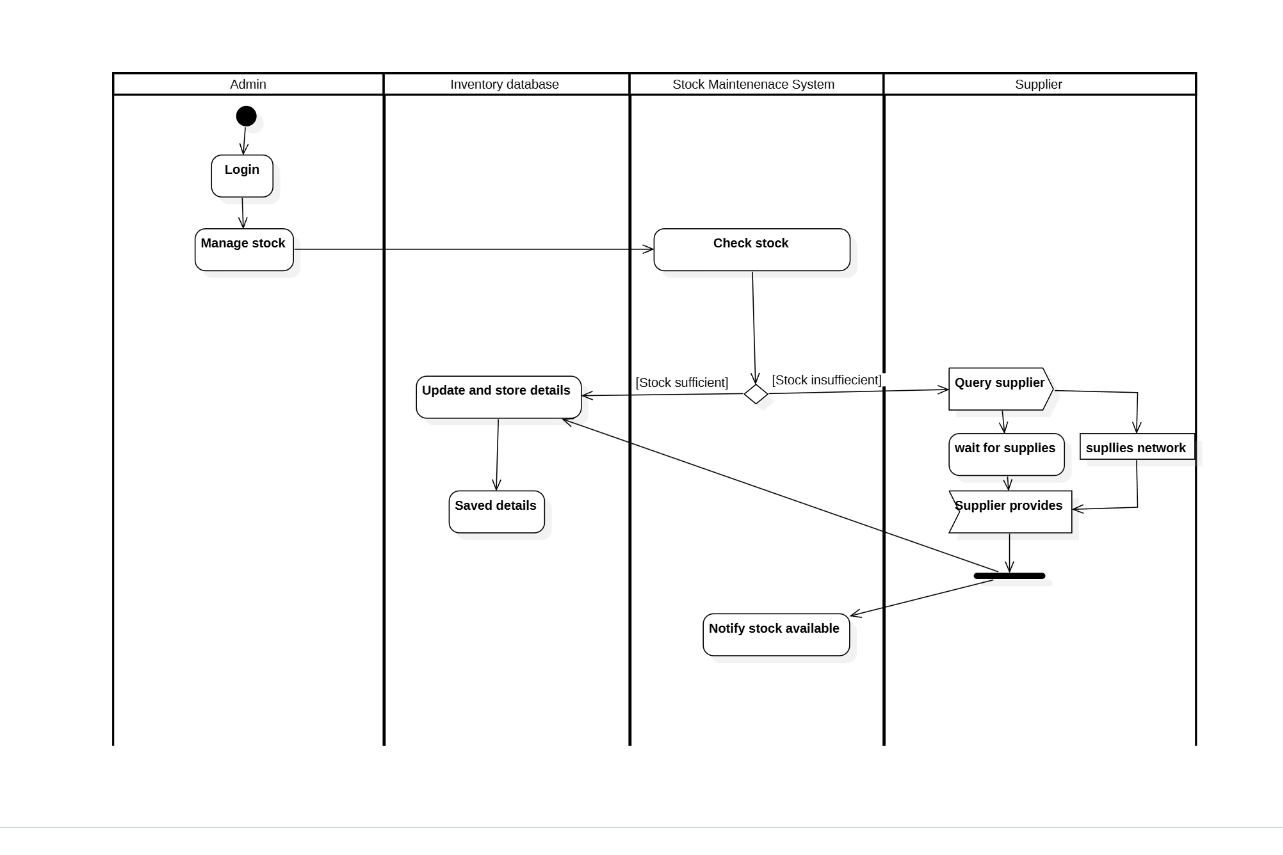 Admin
Inventory database
Stock Maintenenace System
Supplier
Login
Manage stock
Check stock
[Stock sufficient]
[Stock insuffiecient]
Update and store details
Query supplier
wait for supplies
supllies network
Saved details
Supplier provides
Notify stock available